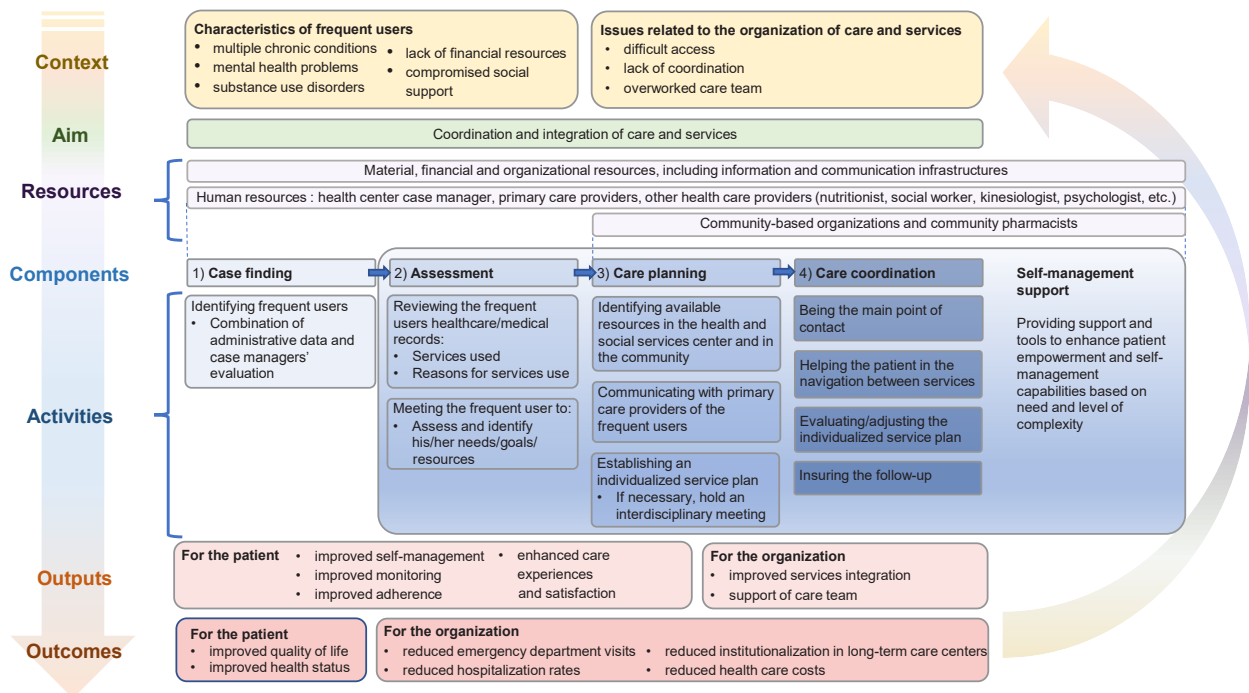 Context
Characteristics of frequent users
• multiple chronic conditions
• mental health problems
• substance use disorders
• lack of financial resources
• compromised social
support
Issues related to the organization of care and services
• difficult access
• lack of coordination
• overworked care team
Aim
Coordination and integration of care and services
Resources
Material, financial and organizational resources, including information and communication infrastructures
Human resources : health center case manager, primary care providers, other health care providers (nutritionist, social worker, kinesiologist, psychologist, etc.)
Community-based organizations and community pharmacists
Components
1) Case finding
2) Assessment
3) Care planning
4) Care coordination
Self-management
support
Activities
Identifying frequent users
• Combination of
administrative data and
case managers'
evaluation
Reviewing the frequent
users healthcare/medical
records:
• Services used
• Reasons for services use
Meeting the frequent user to:
• Assess and identify
his/her needs/goals/
resources
Identifying available
resources in the health and
social services center and in
the community
Communicating with primary
care providers of the
frequent users
Establishing an
individualized service plan
• If necessary, hold an
interdisciplinary meeting
Being the main point of
contact
Helping the patient in the
navigation between services
Evaluating/adjusting the
individualized service plan
Insuring the follow-up
Providing support and
tools to enhance patient
empowerment and self-
management
capabilities based on
need and level of
complexity
Outputs
For the patient
• improved self-management
• improved monitoring
• improved adherence
• enhanced care
experiences
and satisfaction
For the organization
• improved services integration
• support of care team
Outcomes
For the patient
• improved quality of life
• improved health status
For the organization
• reduced emergency department visits
• reduced hospitalization rates
• reduced institutionalization in long-term care centers
• reduced health care costs